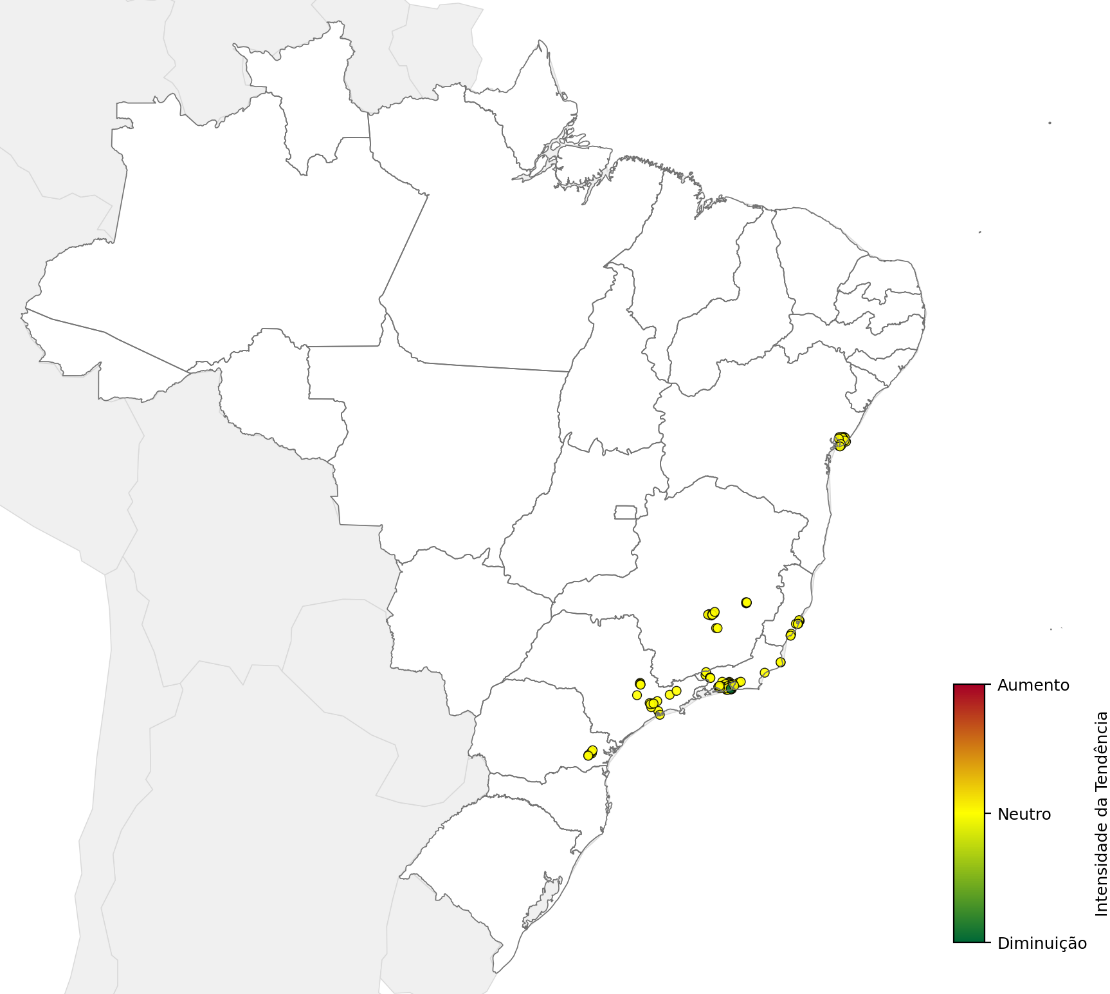 Aumento
Neutro
Diminuição
Intensidade da Tendência